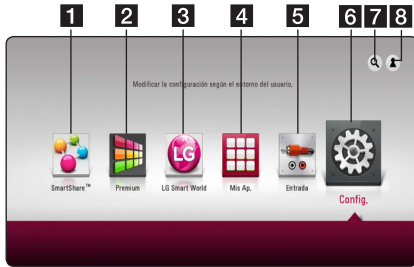 1 2 3 4 5 6 7 8
Modificar la configuración según el entorno del usuario.
LG
SmartShare™ Premium LG Smart World Mis Ap. Entrada Config.